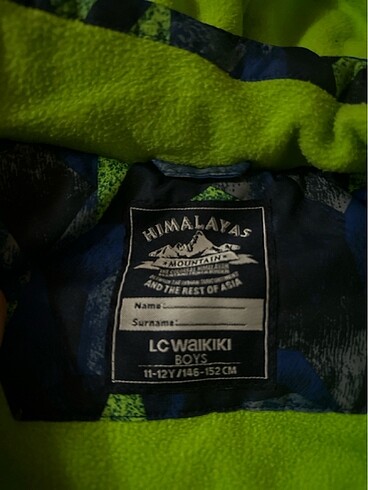 HIMALAYAS
MOUNTAIN
AND THE REST OF ASIA
Name:
Surname:
LC WAIKIKI
BOYS
11-12Y/146-152 CM